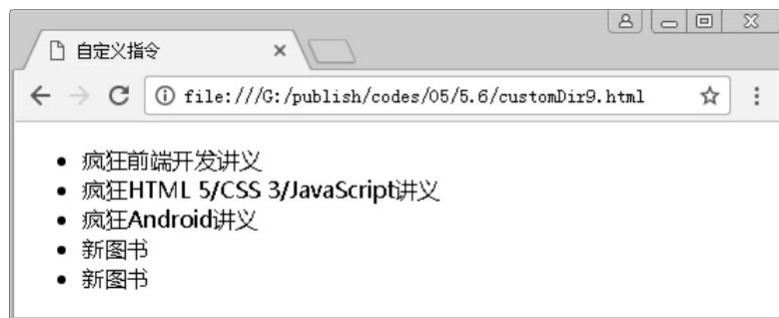 自定义指令
file:///G:/publish/codes/05/5.6/customDir9.html
疯狂前端开发讲义
疯狂HTML 5/CSS 3/JavaScript讲义
疯狂Android讲义
新图书
新图书